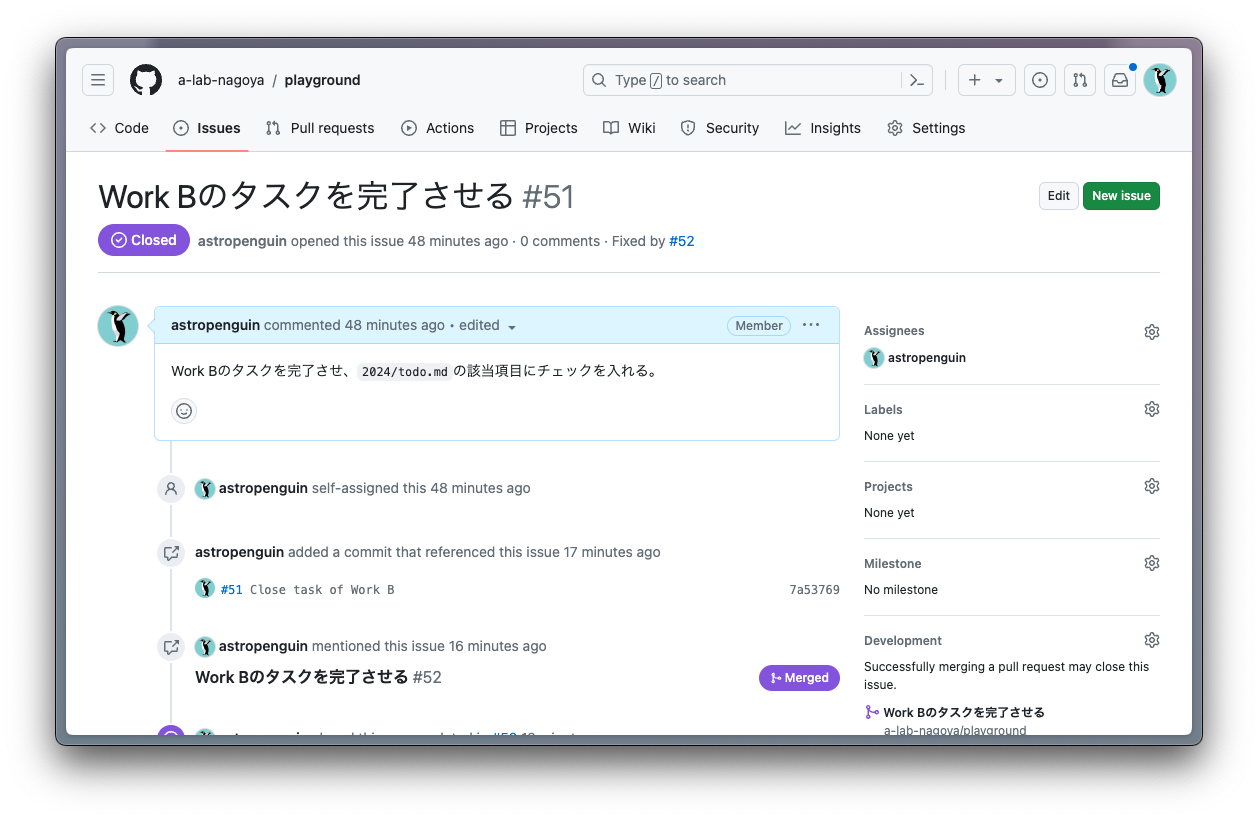 a-lab-nagoya / playground
Type / to search
Code Issues Pull requests Actions Projects Wiki Security Insights Settings
Work Bのタスクを完了させる #51
Edit New issue
Closed astropenguin opened this issue 48 minutes ago · 0 comments · Fixed by #52
astropenguin commented 48 minutes ago • edited Member
Work Bのタスクを完了させ、 2024/todo.md の該当項目にチェックを入れる。
astropenguin self-assigned this 48 minutes ago
astropenguin added a commit that referenced this issue 17 minutes ago
#51 Close task of Work B 7a53769
astropenguin mentioned this issue 16 minutes ago
Work Bのタスクを完了させる #52
Merged
Assignees
astropenguin
Labels
None yet
Projects
None yet
Milestone
No milestone
Development
Successfully merging a pull request may close this
issue.
Work Bのタスクを完了させる
a-lab-nagoya/playground